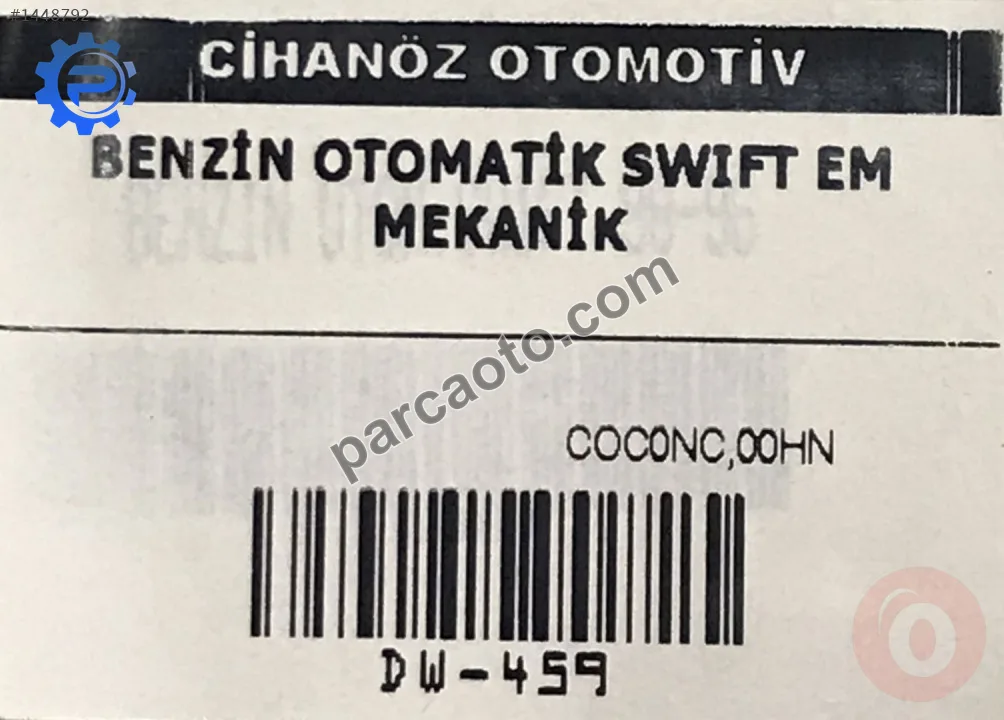 #1448792
CİHANÖZ OTOMOTİV
BENZİN OTOMATİK SWIFT EM
MEKANİK
parcaoto.com
COC0NC,00HN
DW-459